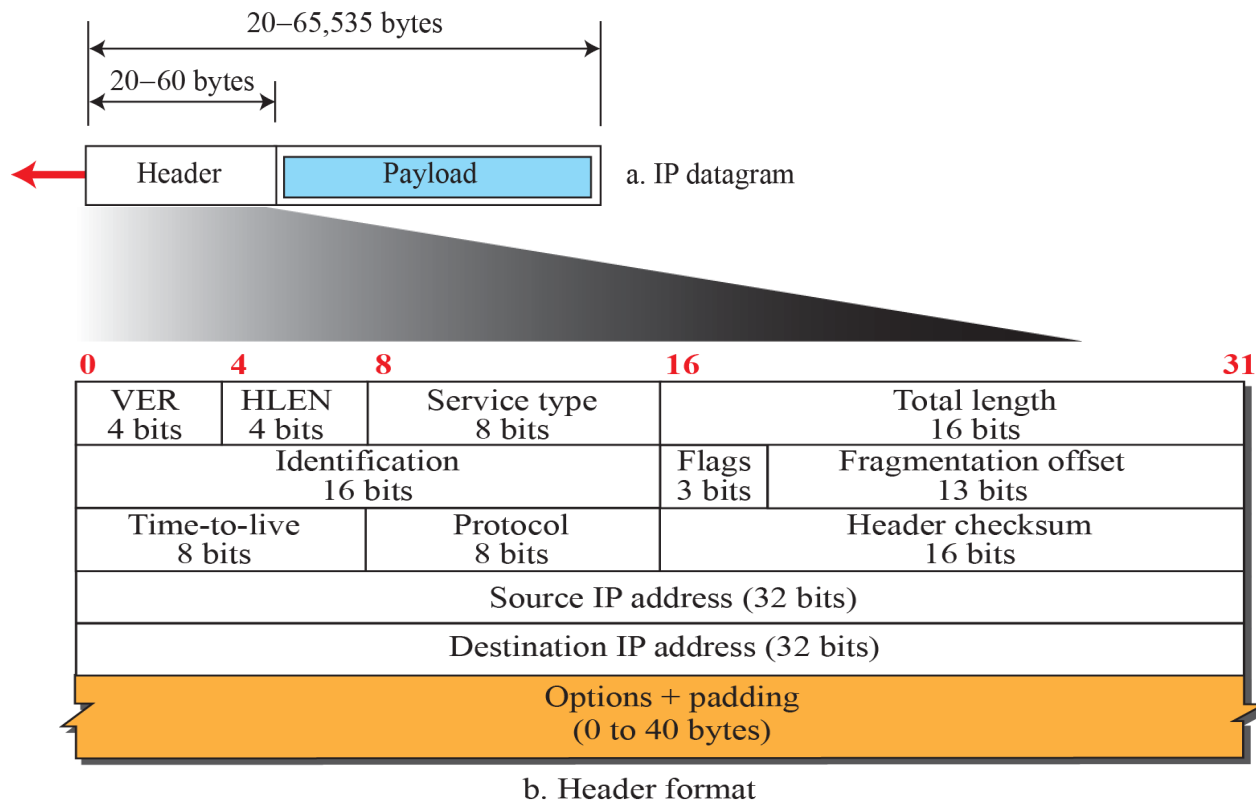 20–65,535 bytes
20–60 bytes
Header
Payload
a. IP datagram
0 4 8 16 31
VER HLEN Service type Total length
4 bits 4 bits 8 bits 16 bits
Identification Flags Fragmentation offset
16 bits 3 bits 13 bits
Time-to-live Protocol Header checksum
8 bits 8 bits 16 bits
Source IP address (32 bits)
Destination IP address (32 bits)
Options + padding
(0 to 40 bytes)
b. Header format